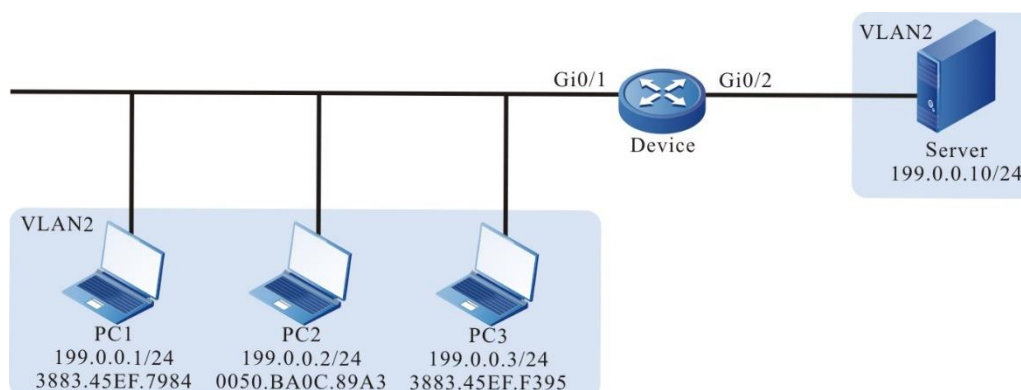 VLAN2
Gi0/1
Gi0/2
Device
Server
199.0.0.10/24
VLAN2
PC1
199.0.0.1/24
3883.45EF.7984
PC2
199.0.0.2/24
0050.BA0C.89A3
PC3
199.0.0.3/24
3883.45EF.F395